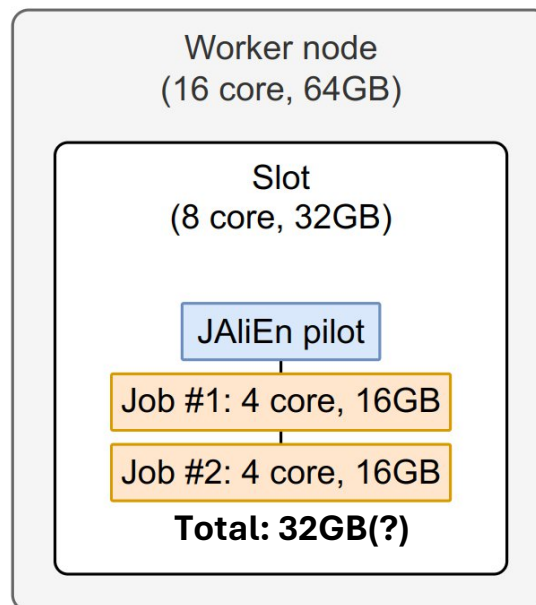 Worker node
(16 core, 64GB)
Slot
(8 core, 32GB)
JAliEn pilot
Job #1: 4 core, 16GB
Job #2: 4 core, 16GB
Total: 32GB(?)